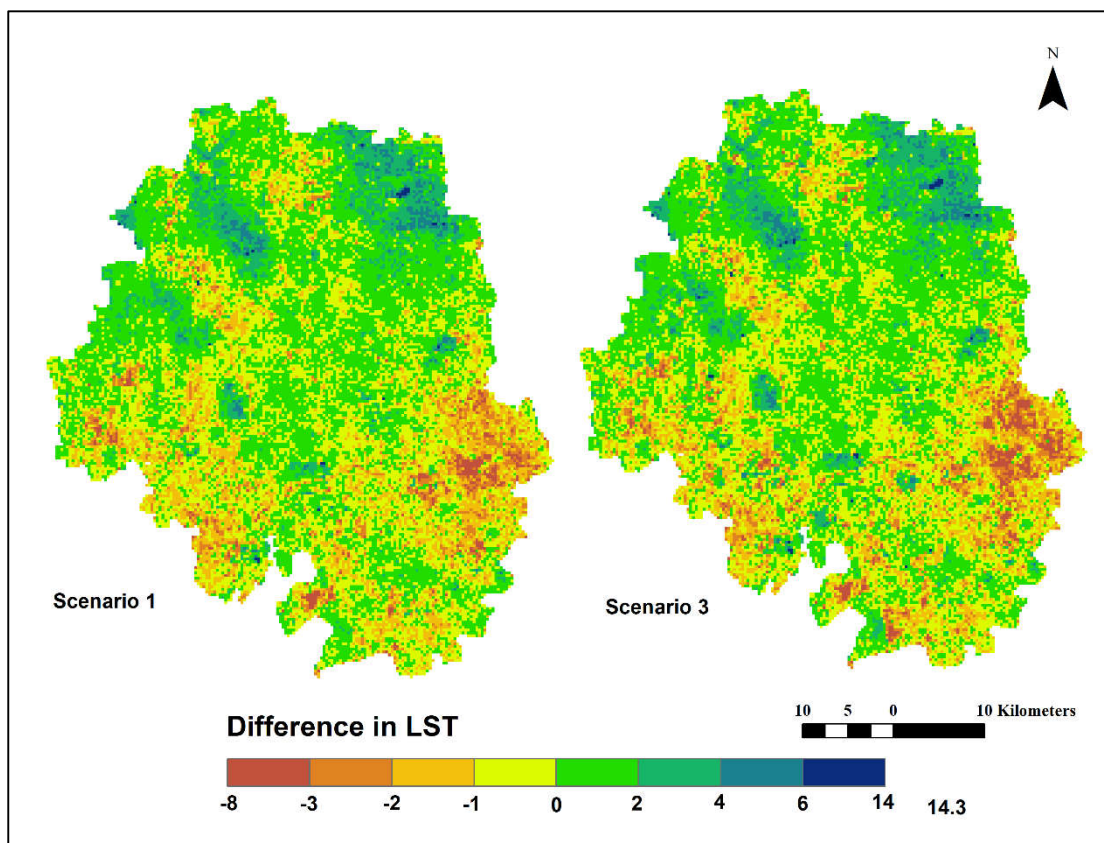 N
Scenario 1
Scenario 3
10 5 0 10 Kilometers
Difference in LST
-8 -3 -2 -1 0 2 4 6 14 14.3